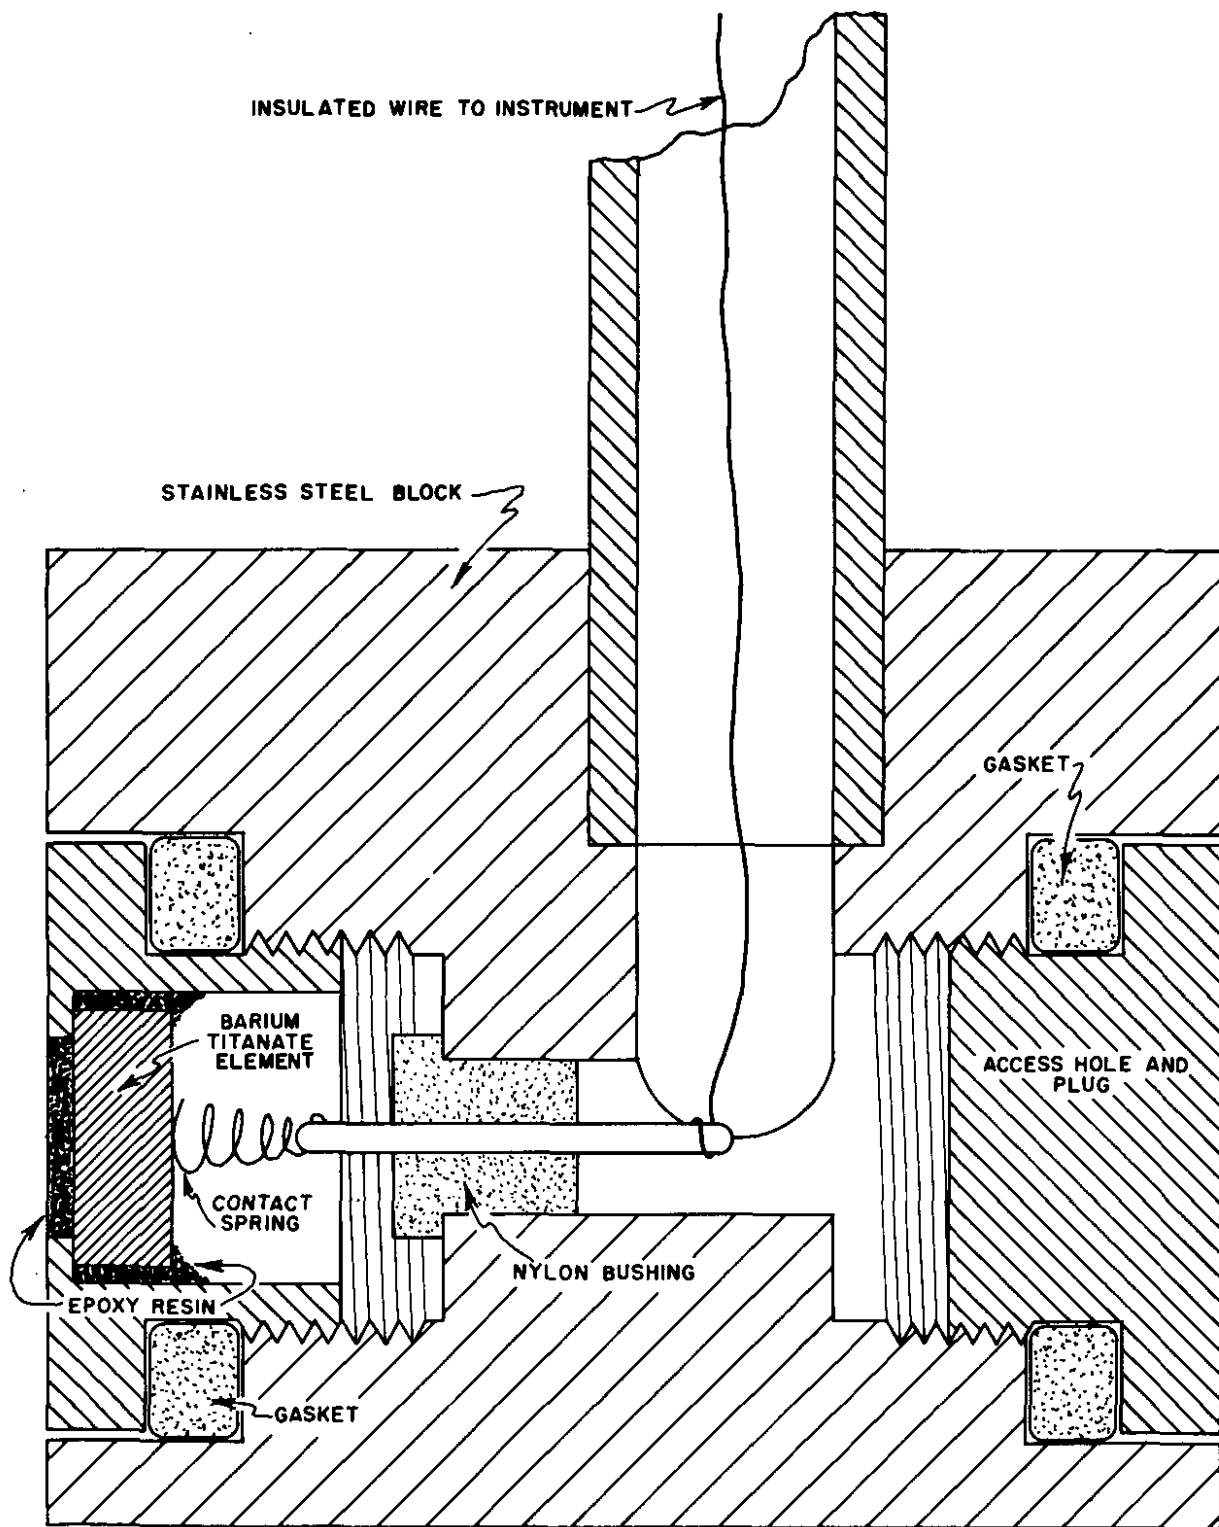 INSULATED WIRE TO INSTRUMENT
STAINLESS STEEL BLOCK
GASKET
BARIUM
TITANATE
ELEMENT
ACCESS HOLE AND
PLUG
CONTACT
SPRING
NYLON BUSHING
EPOXY RESIN
GASKET